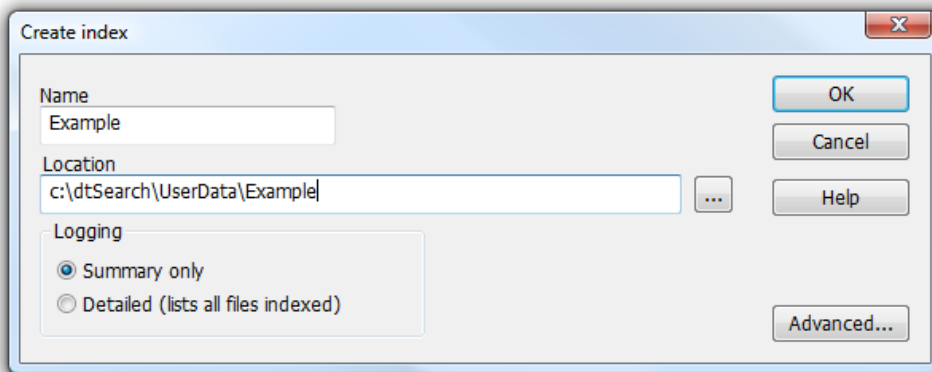 Create index
Name
Example
Location
c:\dtSearch\UserData\Example
...
Logging
Summary only
Detailed (lists all files indexed)
OK
Cancel
Help
Advanced...